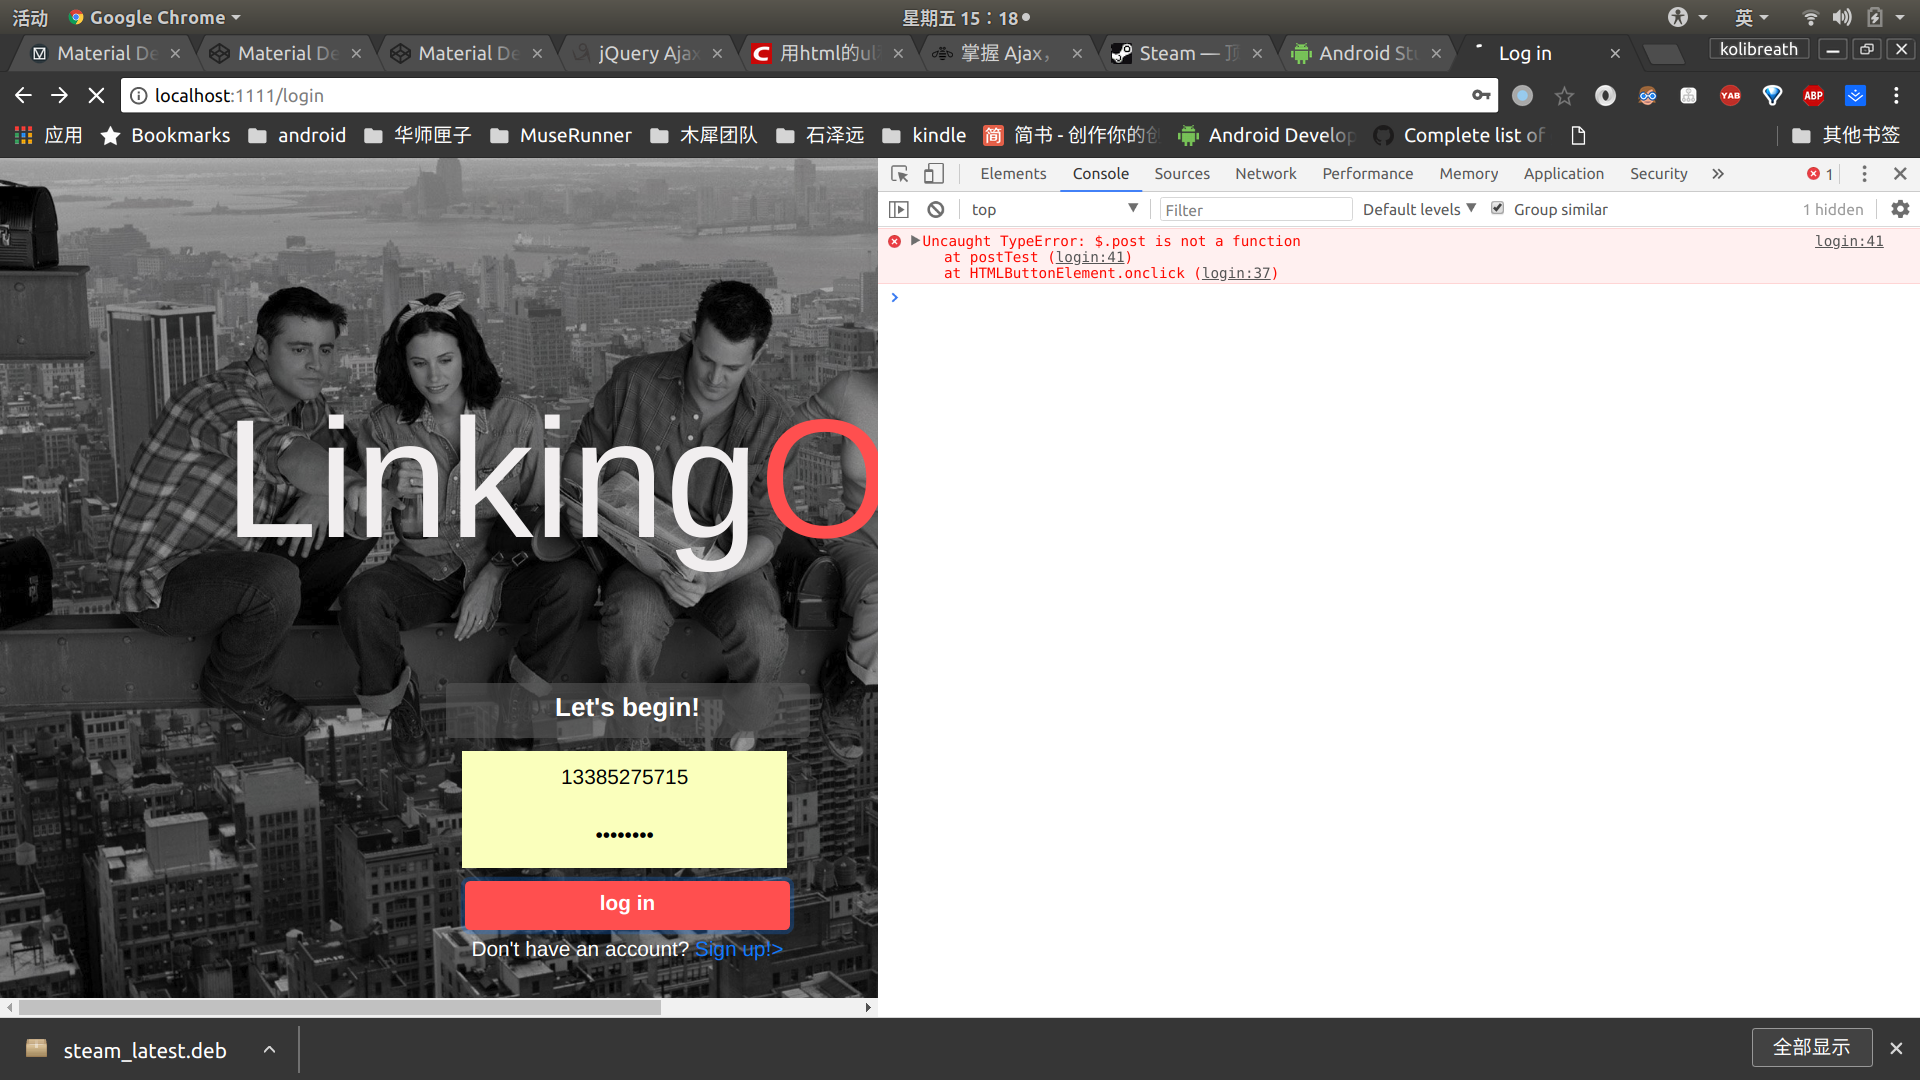 活动 Google Chrome 星期五 15：18 英
Material De Material De Material De jQuery Ajax 用html的ul 掌握 Ajax， Steam — 顶 Android Stu Log in kolibreath
localhost:1111/login YAB ABP
应用 Bookmarks android 华师匣子 MuseRunner 木犀团队 石泽远 kindle 简 简书 - 创作你的创 Android Develop Complete list of 其他书签
Elements Console Sources Network Performance Memory Application Security » 1
top Filter Default levels Group similar 1 hidden
Uncaught TypeError: $.post is not a function login:41
at postTest (login:41)
at HTMLButtonElement.onclick (login:37)
LinkingO
Let's begin!
13385275715
••••••••
log in
Don't have an account? Sign up!>
steam_latest.deb 全部显示